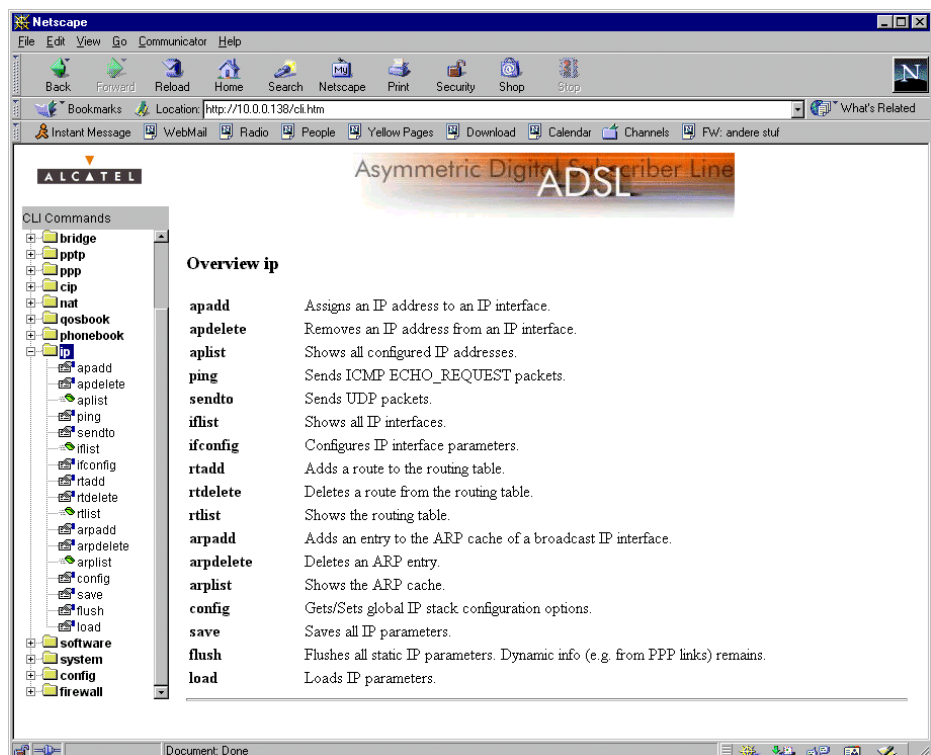 Netscape
File Edit View Go Communicator Help
Back Forward Reload Home Search Netscape Print Security Shop Stop
Bookmarks Location: http://10.0.0.138/cli.htm What's Related
Instant Message WebMail Radio People Yellow Pages Download Calendar Channels FW: andere stuf
ALCATEL
Asymmetric Digital Subscriber Line
ADSL
CLI Commands
bridge
pptp
ppp
cip
nat
qosbook
phonebook
ip
apadd
apdelete
aplist
ping
sendto
iflist
ifconfig
rtadd
rtdelete
rtlist
arpadd
arpdelete
arplist
config
save
flush
load
software
system
config
firewall
Overview ip
apadd Assigns an IP address to an IP interface.
apdelete Removes an IP address from an IP interface.
aplist Shows all configured IP addresses.
ping Sends ICMP ECHO_REQUEST packets.
sendto Sends UDP packets.
iflist Shows all IP interfaces.
ifconfig Configures IP interface parameters.
rtadd Adds a route to the routing table.
rtdelete Deletes a route from the routing table.
rtlist Shows the routing table.
arpadd Adds an entry to the ARP cache of a broadcast IP interface.
arpdelete Deletes an ARP entry.
arplist Shows the ARP cache.
config Gets/Sets global IP stack configuration options.
save Saves all IP parameters.
flush Flushes all static IP parameters. Dynamic info (e.g. from PPP links) remains.
load Loads IP parameters.
Document: Done